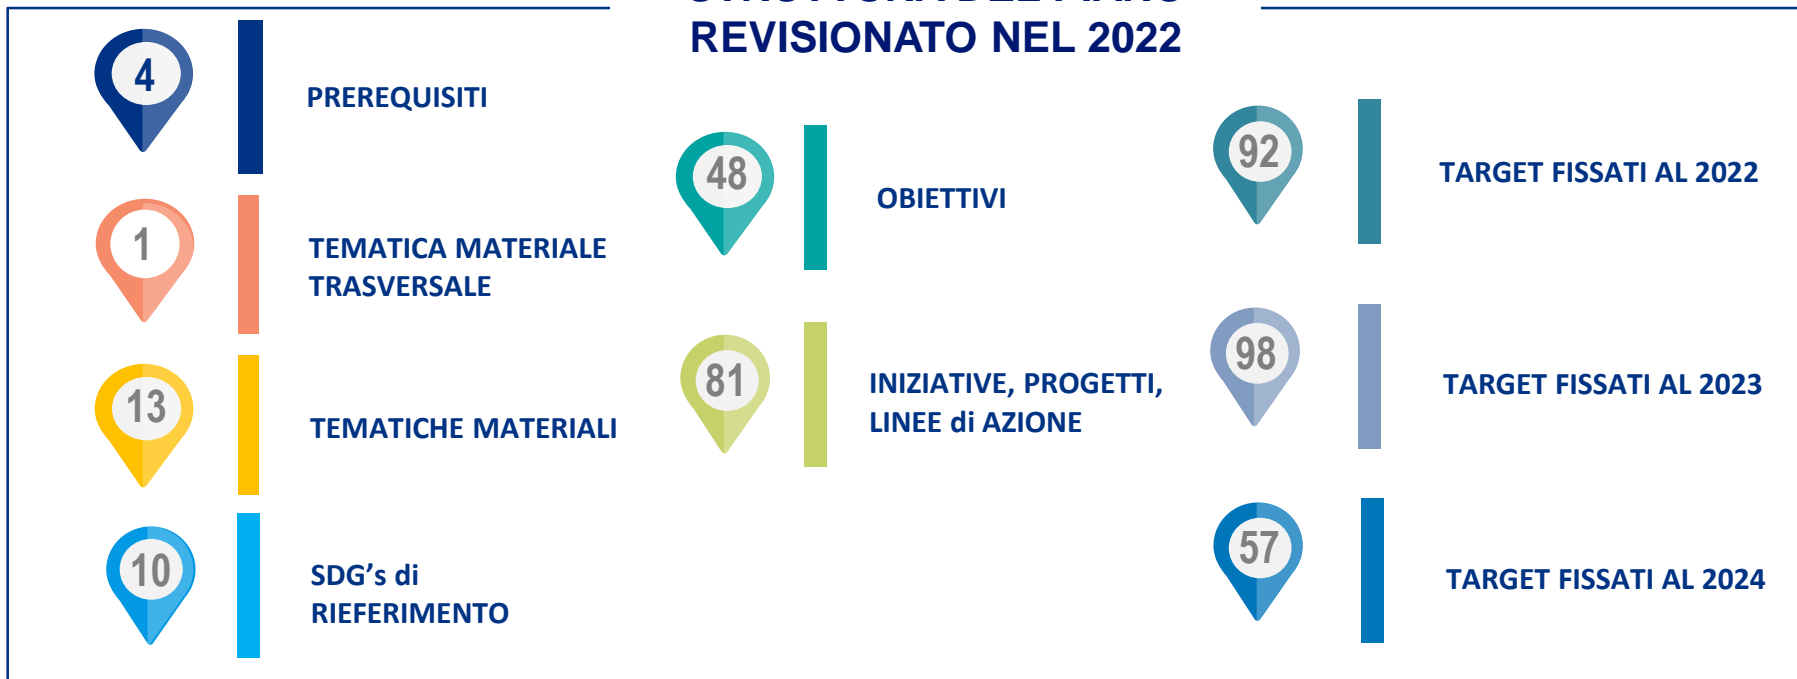 REVISIONATO NEL 2022
4
PREREQUISITI
1
TEMATICA MATERIALE
TRASVERSALE
13
TEMATICHE MATERIALI
10
SDG’s di
RIEFERIMENTO
48
OBIETTIVI
81
INIZIATIVE, PROGETTI,
LINEE di AZIONE
92
TARGET FISSATI AL 2022
98
TARGET FISSATI AL 2023
57
TARGET FISSATI AL 2024